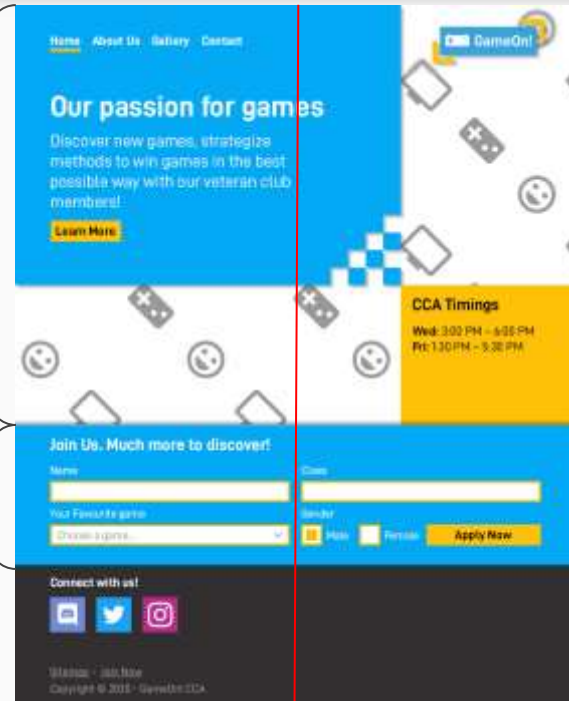 Home About Us Gallery Contact
GameOn!
Our passion for games
Discover new games, strategize
methods to win games in the best
possible way with our veteran club
members!
Learn More
CCA Timings
Wed: 3:00 PM – 6:00 PM
Fri: 1:30 PM – 5:30 PM
Join Us. Much more to discover!
Name
Class
Your Favourite game
Gender
Choose a game...
Male
Female
Apply Now
Connect with us!
Sitemap - Join Now
Copyright © - GameOn! CCA